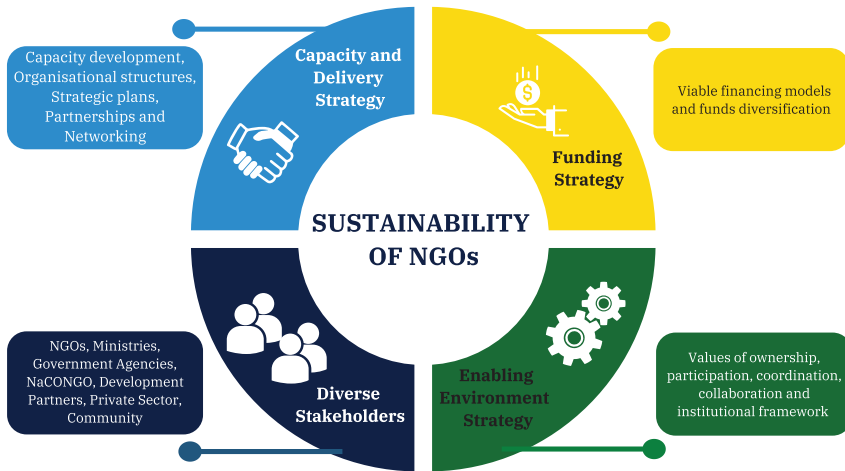 Capacity development,
Organisational structures,
Strategic plans,
Partnerships and
Networking
Capacity and
Delivery
Strategy
$
Funding
Strategy
Viable financing models
and funds diversification
SUSTAINABILITY
OF NGOs
NGOs, Ministries,
Government Agencies,
NaCONGO, Development
Partners, Private Sector,
Community
Diverse
Stakeholders
Enabling
Environment
Strategy
Values of ownership,
participation, coordination,
collaboration and
institutional framework